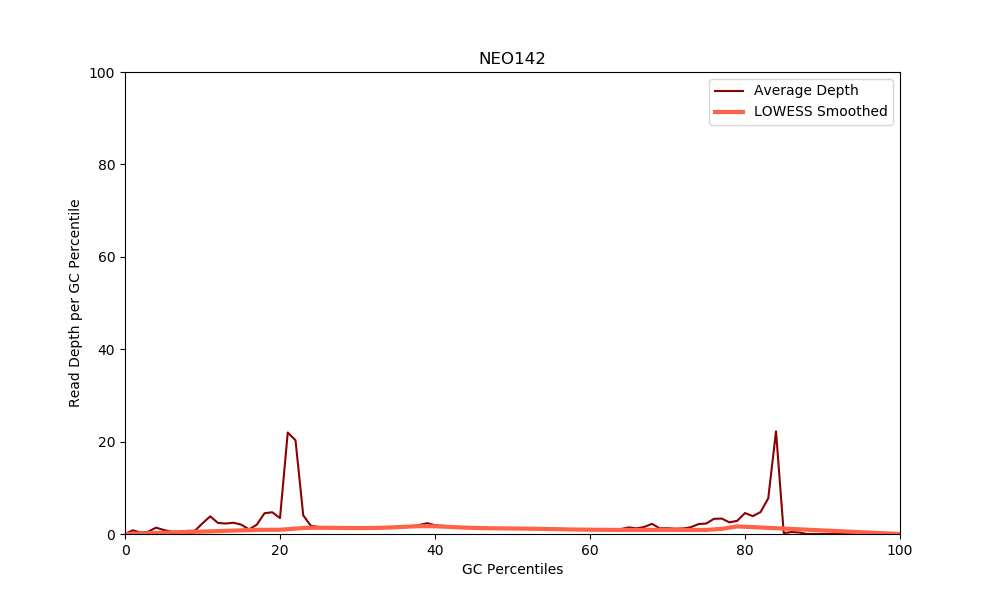 NEO142
Average Depth
LOWESS Smoothed
Read Depth per GC Percentile
100
80
60
40
20
0
0 20 40 60 80 100
GC Percentiles